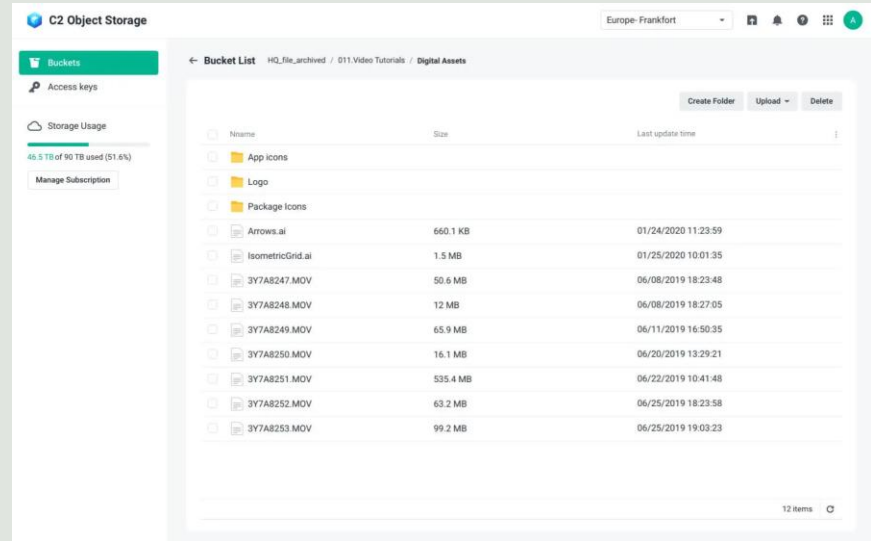 C2 Object Storage
Europe- Frankfort
A
Buckets
Access keys
Storage Usage
46.5 TB of 90 TB used (51.6%)
Manage Subscription
← Bucket List HQ_file_archived / 011.Video Tutorials / Digital Assets
Create Folder Upload Delete
Nname Size Last update time
App icons
Logo
Package Icons
Arrows.ai 660.1 KB 01/24/2020 11:23:59
IsometricGrid.ai 1.5 MB 01/25/2020 10:01:35
3Y7A8247.MOV 50.6 MB 06/08/2019 18:23:48
3Y7A8248.MOV 12 MB 06/08/2019 18:27:05
3Y7A8249.MOV 65.9 MB 06/11/2019 16:50:35
3Y7A8250.MOV 16.1 MB 06/20/2019 13:29:21
3Y7A8251.MOV 535.4 MB 06/22/2019 10:41:48
3Y7A8252.MOV 63.2 MB 06/25/2019 18:23:58
3Y7A8253.MOV 99.2 MB 06/25/2019 19:03:23
12 items